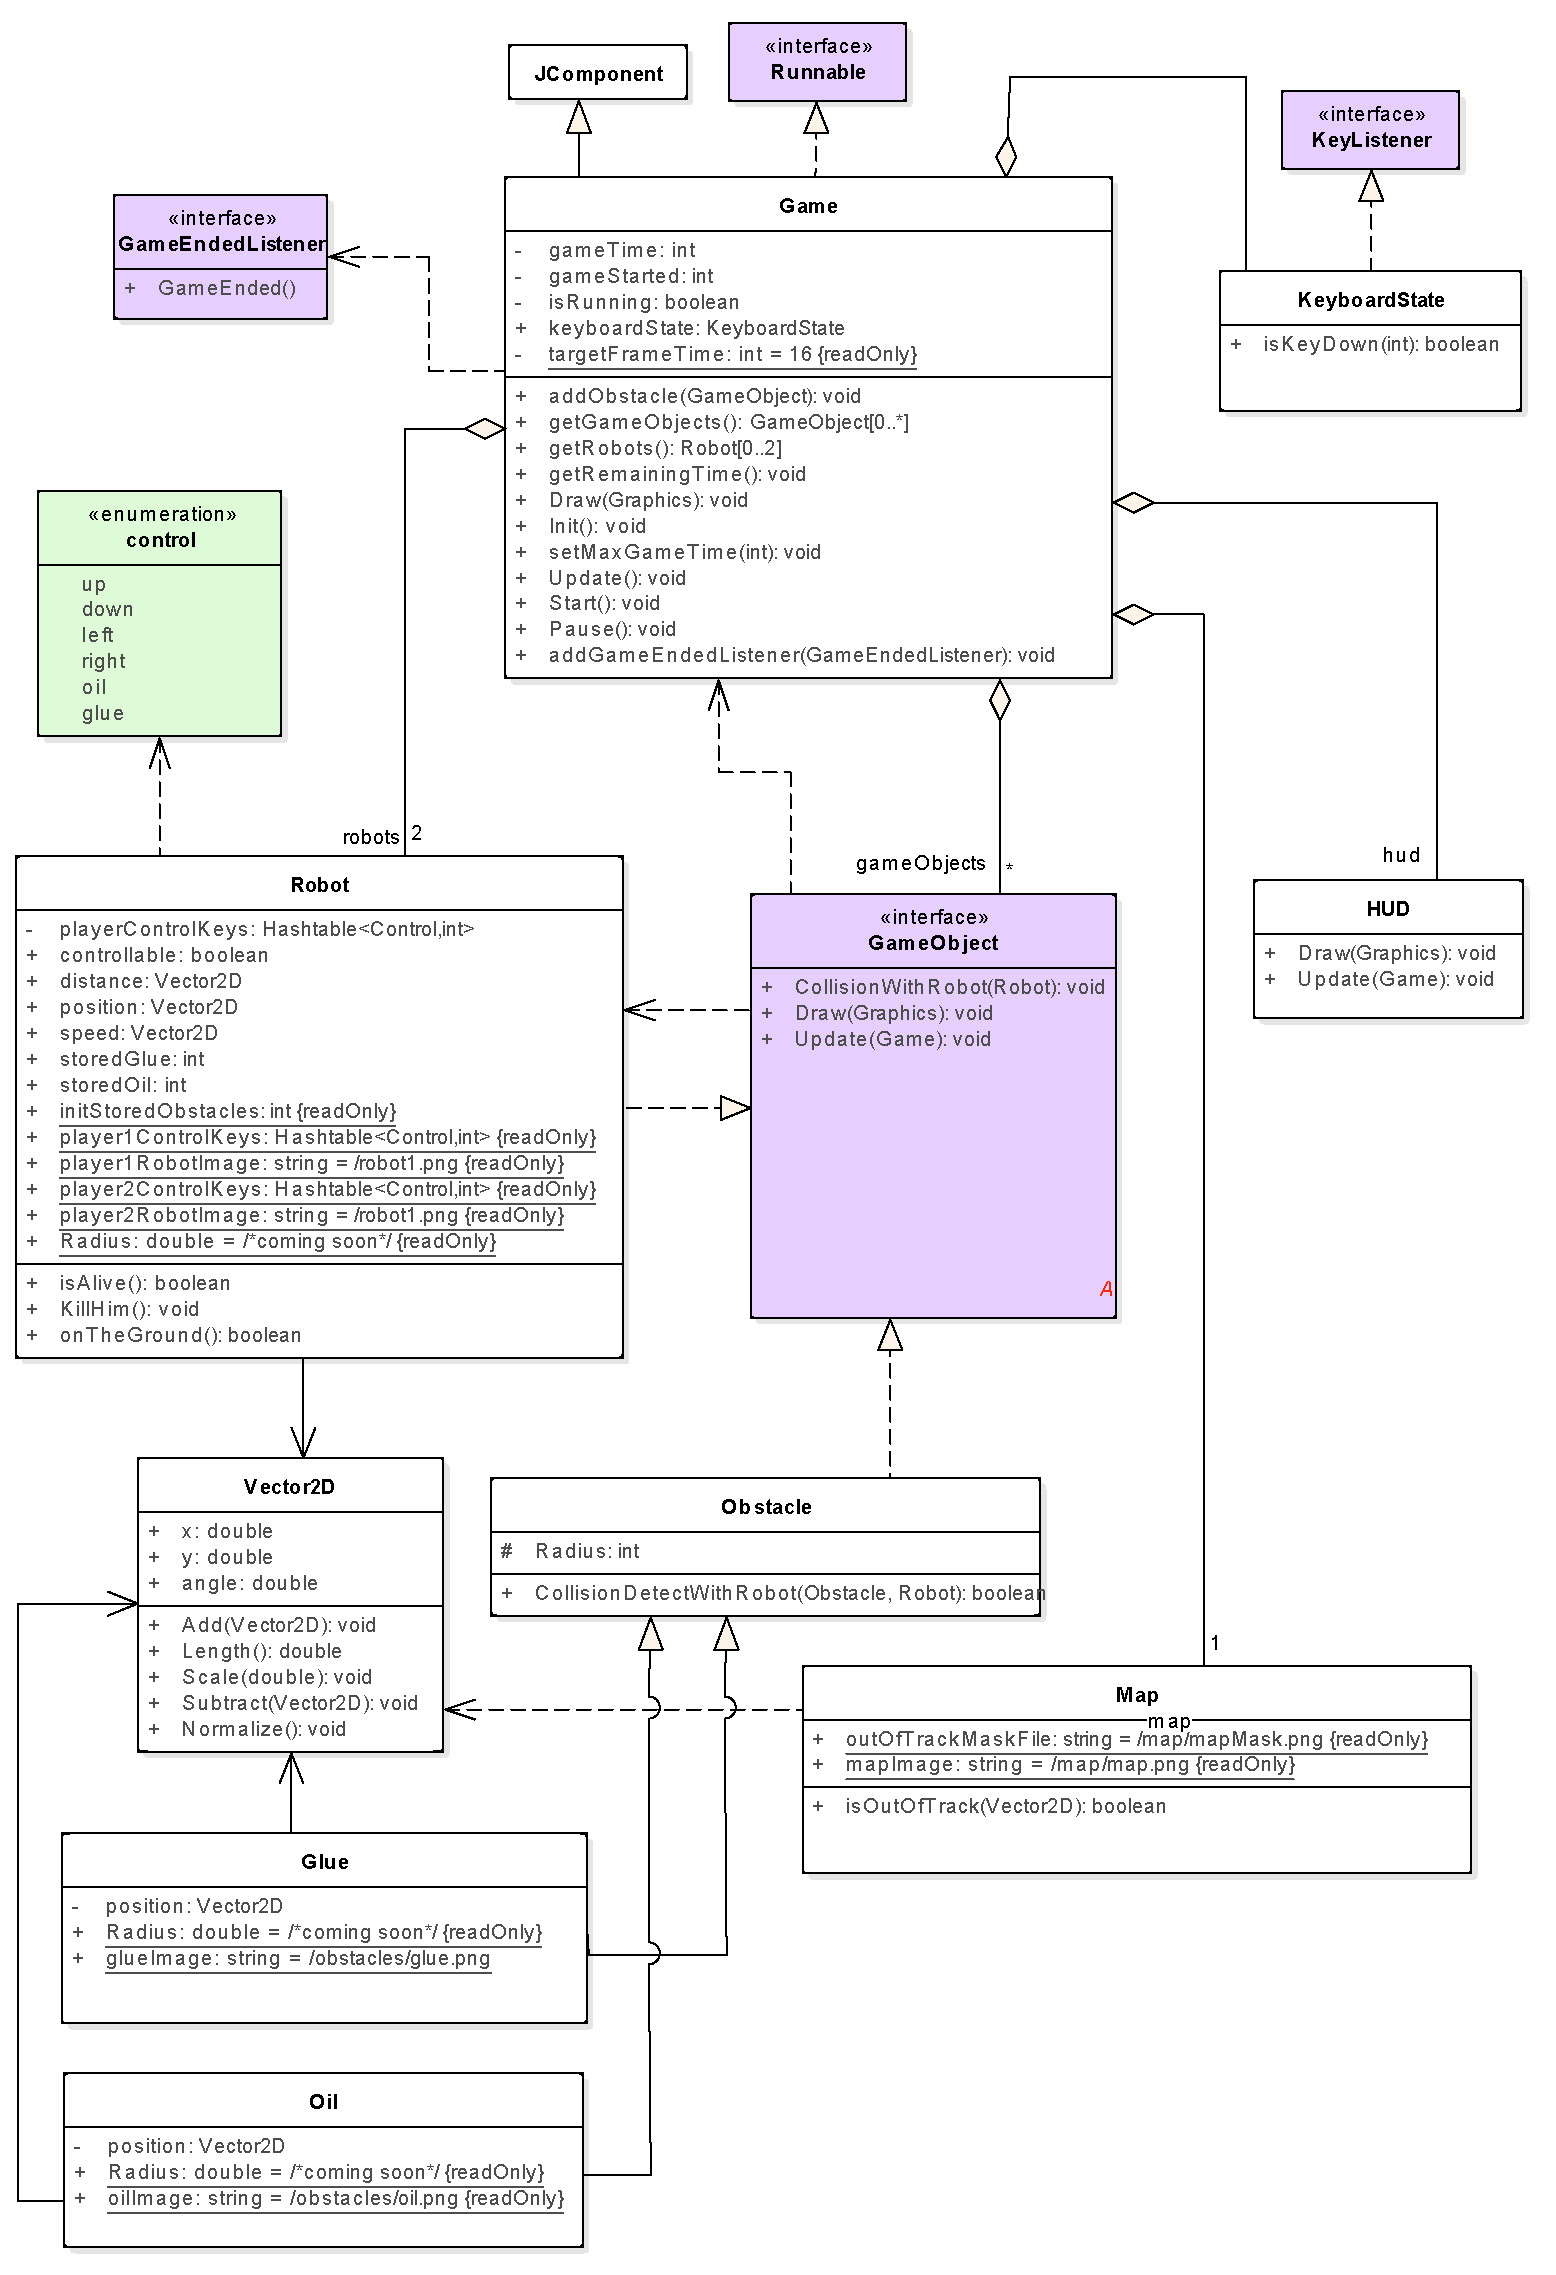 JComponent
«interface»
Runnable
«interface»
KeyListener
«interface»
GameEndedListener
+ GameEnded()
Game
- gameTime: int
- gameStarted: int
- isRunning: boolean
+ keyboardState: KeyboardState
- targetFrameTime: int = 16 {readOnly}
+ addObstacle(GameObject): void
+ getGameObjects(): GameObject[0..*]
+ getRobots(): Robot[0..2]
+ getRemainingTime(): void
+ Draw(Graphics): void
+ Init(): void
+ setMaxGameTime(int): void
+ Update(): void
+ Start(): void
+ Pause(): void
+ addGameEndedListener(GameEndedListener): void
KeyboardState
+ isKeyDown(int): boolean
«enumeration»
control
up
down
left
right
oil
glue
robots 2
gameObjects *
hud
Robot
- playerControlKeys: Hashtable<Control,int>
+ controllable: boolean
+ distance: Vector2D
+ position: Vector2D
+ speed: Vector2D
+ storedGlue: int
+ storedOil: int
+ initStoredObstacles: int {readOnly}
+ player1ControlKeys: Hashtable<Control,int> {readOnly}
+ player1RobotImage: string = /robot1.png {readOnly}
+ player2ControlKeys: Hashtable<Control,int> {readOnly}
+ player2RobotImage: string = /robot1.png {readOnly}
+ Radius: double = /*coming soon*/ {readOnly}
+ isAlive(): boolean
+ KillHim(): void
+ onTheGround(): boolean
«interface»
GameObject
+ CollisionWithRobot(Robot): void
+ Draw(Graphics): void
+ Update(Game): void
A
HUD
+ Draw(Graphics): void
+ Update(Game): void
Vector2D
+ x: double
+ y: double
+ angle: double
+ Add(Vector2D): void
+ Length(): double
+ Scale(double): void
+ Subtract(Vector2D): void
+ Normalize(): void
Obstacle
# Radius: int
+ CollisionDetectWithRobot(Obstacle, Robot): boolean
1
Map
map
+ outOfTrackMaskFile: string = /map/mapMask.png {readOnly}
+ mapImage: string = /map/map.png {readOnly}
+ isOutOfTrack(Vector2D): boolean
Glue
- position: Vector2D
+ Radius: double = /*coming soon*/ {readOnly}
+ glueImage: string = /obstacles/glue.png
Oil
- position: Vector2D
+ Radius: double = /*coming soon*/ {readOnly}
+ oilImage: string = /obstacles/oil.png {readOnly}